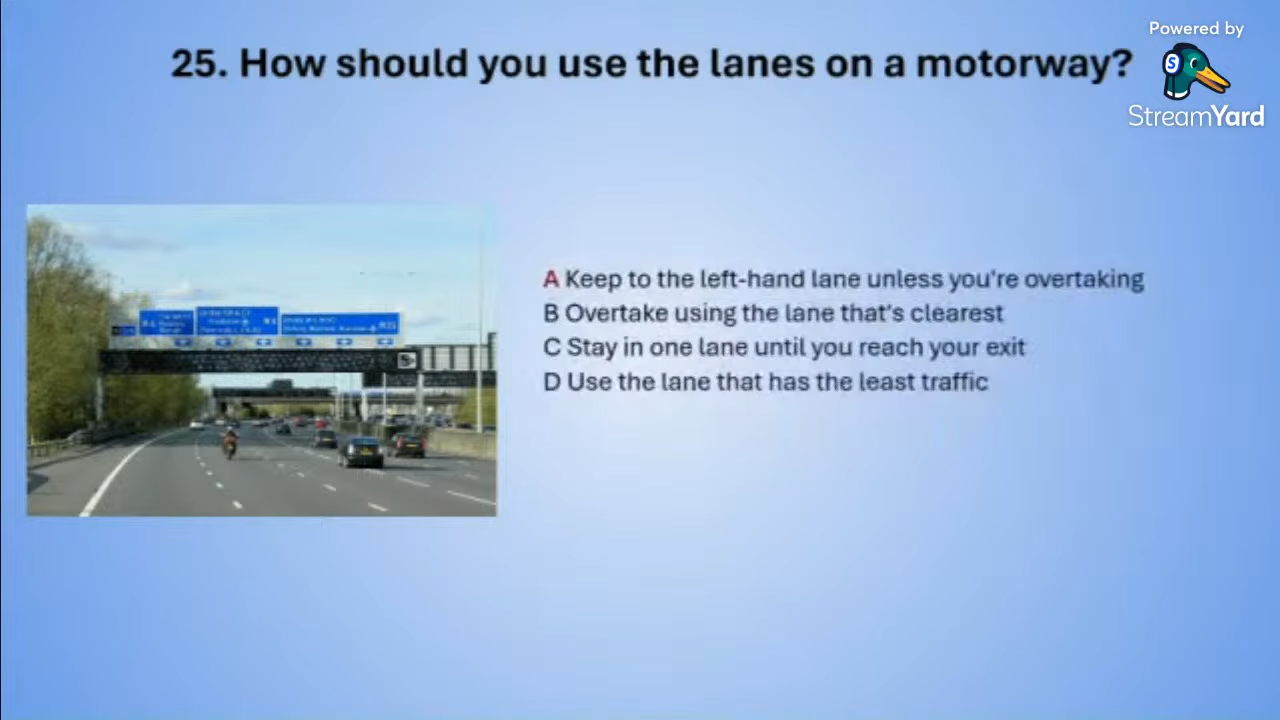 Powered by
25. How should you use the lanes on a motorway?
StreamYard
A Keep to the left-hand lane unless you're overtaking
B Overtake using the lane that's clearest
C Stay in one lane until you reach your exit
D Use the lane that has the least traffic